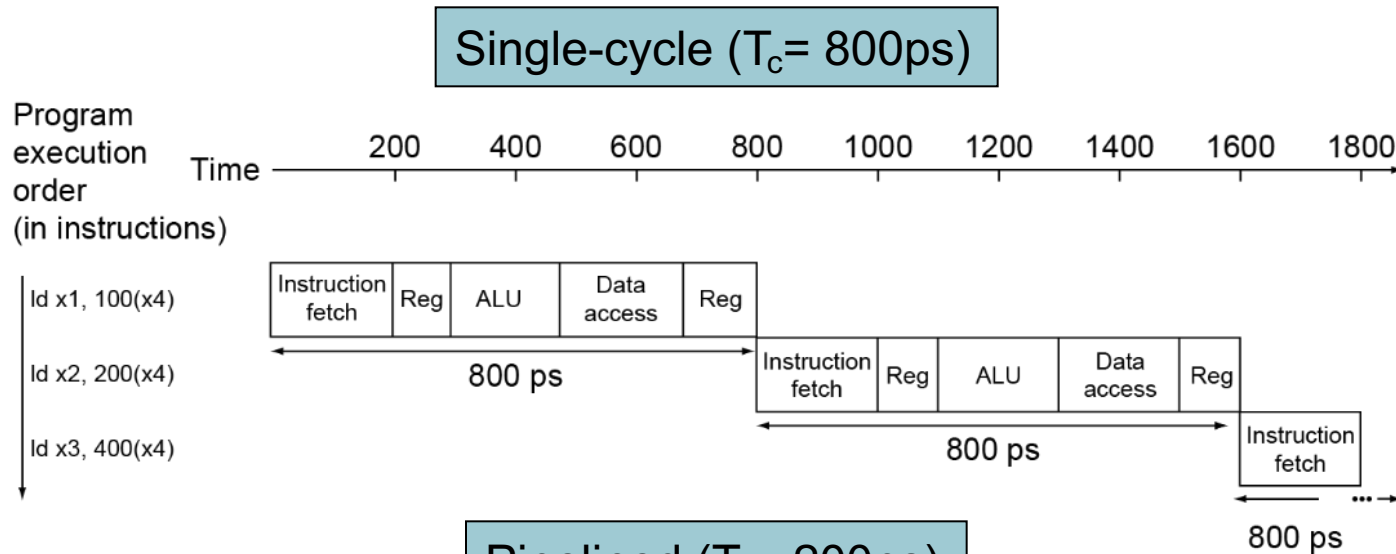 Single-cycle (Tc= 800ps)
Program
execution
order
(in instructions)
Time
200 400 600 800 1000 1200 1400 1600 1800
ld x1, 100(x4)
Instruction
fetch
Reg
ALU
Data
access
Reg
800 ps
ld x2, 200(x4)
Instruction
fetch
Reg
ALU
Data
access
Reg
800 ps
ld x3, 400(x4)
Instruction
fetch
...
800 ps